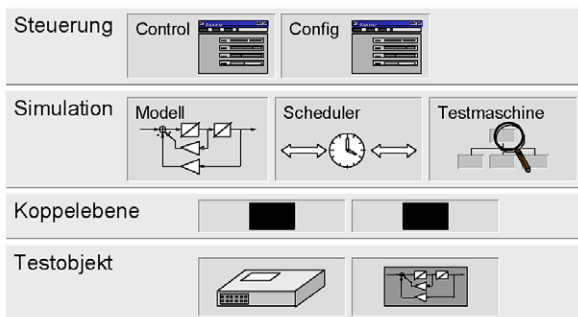 Steuerung
Control
Config
Simulation
Modell
Scheduler
Testmaschine
Koppelebene
Testobjekt